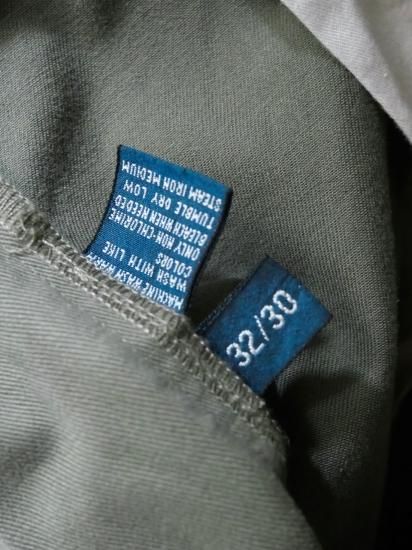 MACHINE WASH WARM
WASH WITH LIKE
COLORS
ONLY NON-CHLORINE
BLEACH WHEN NEEDED
TUMBLE DRY LOW
STEAM IRON MEDIUM
32/30